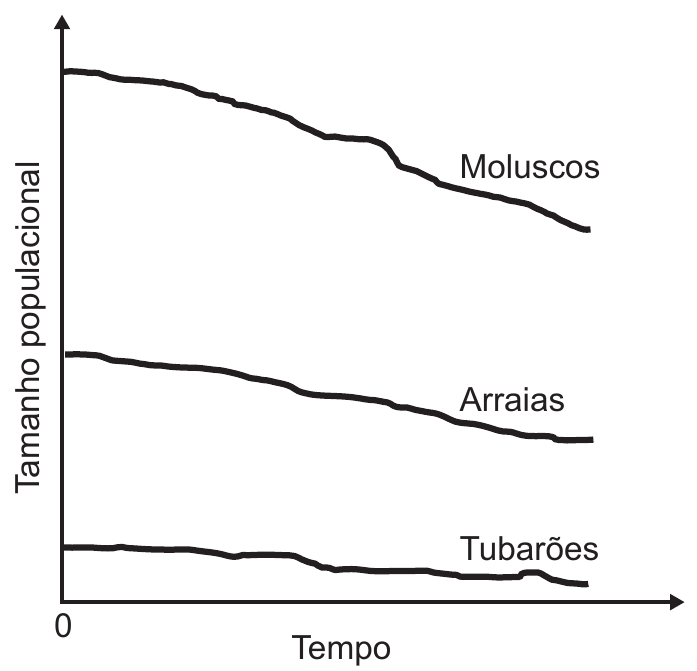 Tamanho populacional
Moluscos
Arraias
Tubarões
0
Tempo